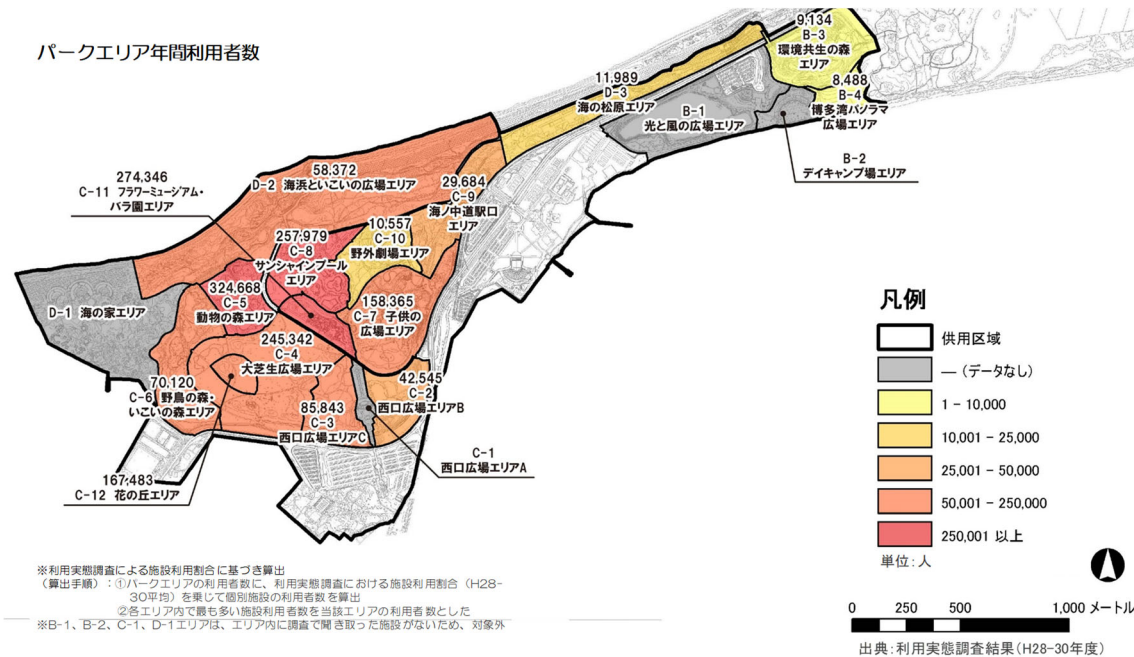 パークエリア年間利用者数
9,134
B-3
環境共生の森
エリア
8,488
B-4
博多湾パノラマ
広場エリア
11,989
D-3
海の松原エリア
B-1
光と風の広場エリア
B-2
デイキャンプ場エリア
274,346
C-11 フラワーミュージアム・
バラ園エリア
58,372
D-2 海浜といこいの広場エリア
29,684
C-9
海ノ中道駅口
エリア
257,979
C-8
サンシャインプール
エリア
10,557
C-10
野外劇場エリア
D-1 海の家エリア
324,668
C-5
動物の森エリア
158,365
C-7 子供の
広場エリア
245,342
C-4
大芝生広場エリア
70,120
C-6 野鳥の森・
いこいの森エリア
85,843
C-3
西口広場エリアC
42,545
C-2
西口広場エリアB
C-1
西口広場エリアA
167,483
C-12 花の丘エリア
凡例
供用区域
― (データなし)
1 - 10,000
10,001 - 25,000
25,001 - 50,000
50,001 - 250,000
250,001 以上
単位: 人
0 250 500 1,000 メートル
出典:利用実態調査結果(H28-30年度)
※利用実態調査による施設利用割合に基づき算出
(算出手順):①パークエリアの利用者数に、利用実態調査における施設利用割合(H28-
30平均)を乗じて個別施設の利用者数を算出
②各エリア内で最も多い施設利用者数を当該エリアの利用者数とした
※B-1、B-2、C-1、D-1エリアは、エリア内に調査で聞き取った施設がないため、対象外